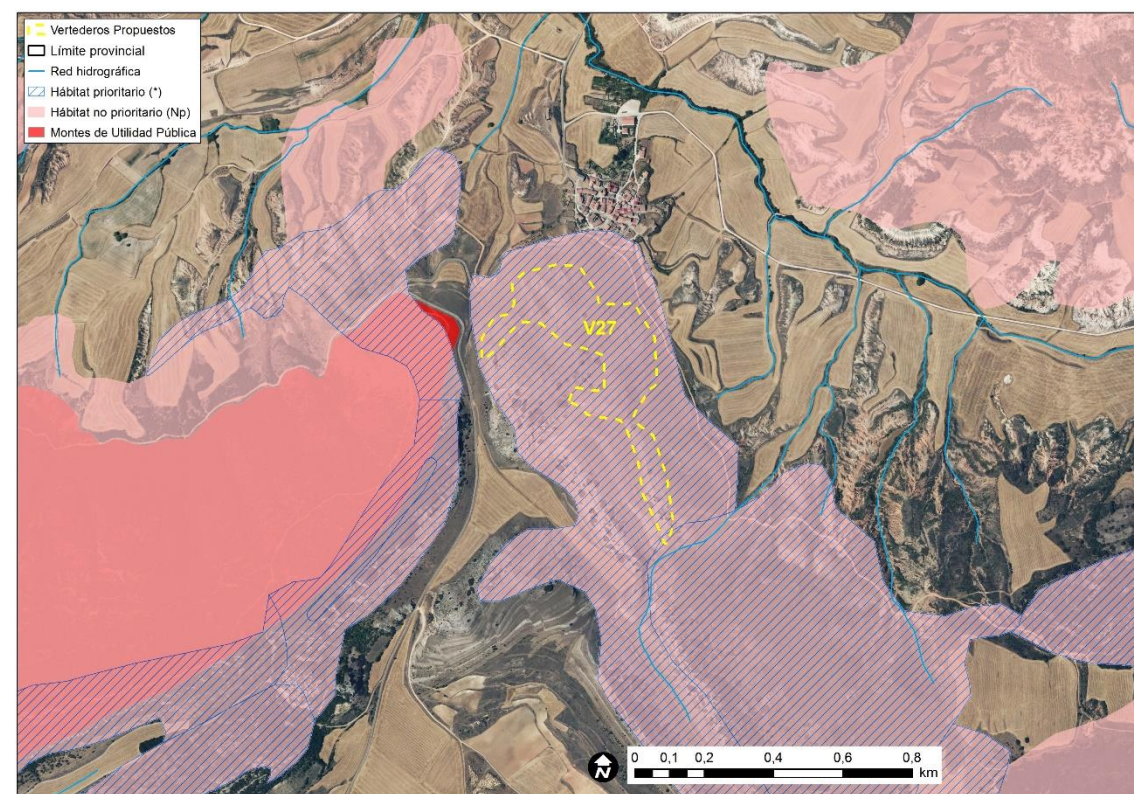 Vertederos Propuestos
Límite provincial
Red hidrográfica
Hábitat prioritario (*)
Hábitat no prioritario (Np)
Montes de Utilidad Pública
V27
N
0 0,1 0,2 0,4 0,6 0,8
km